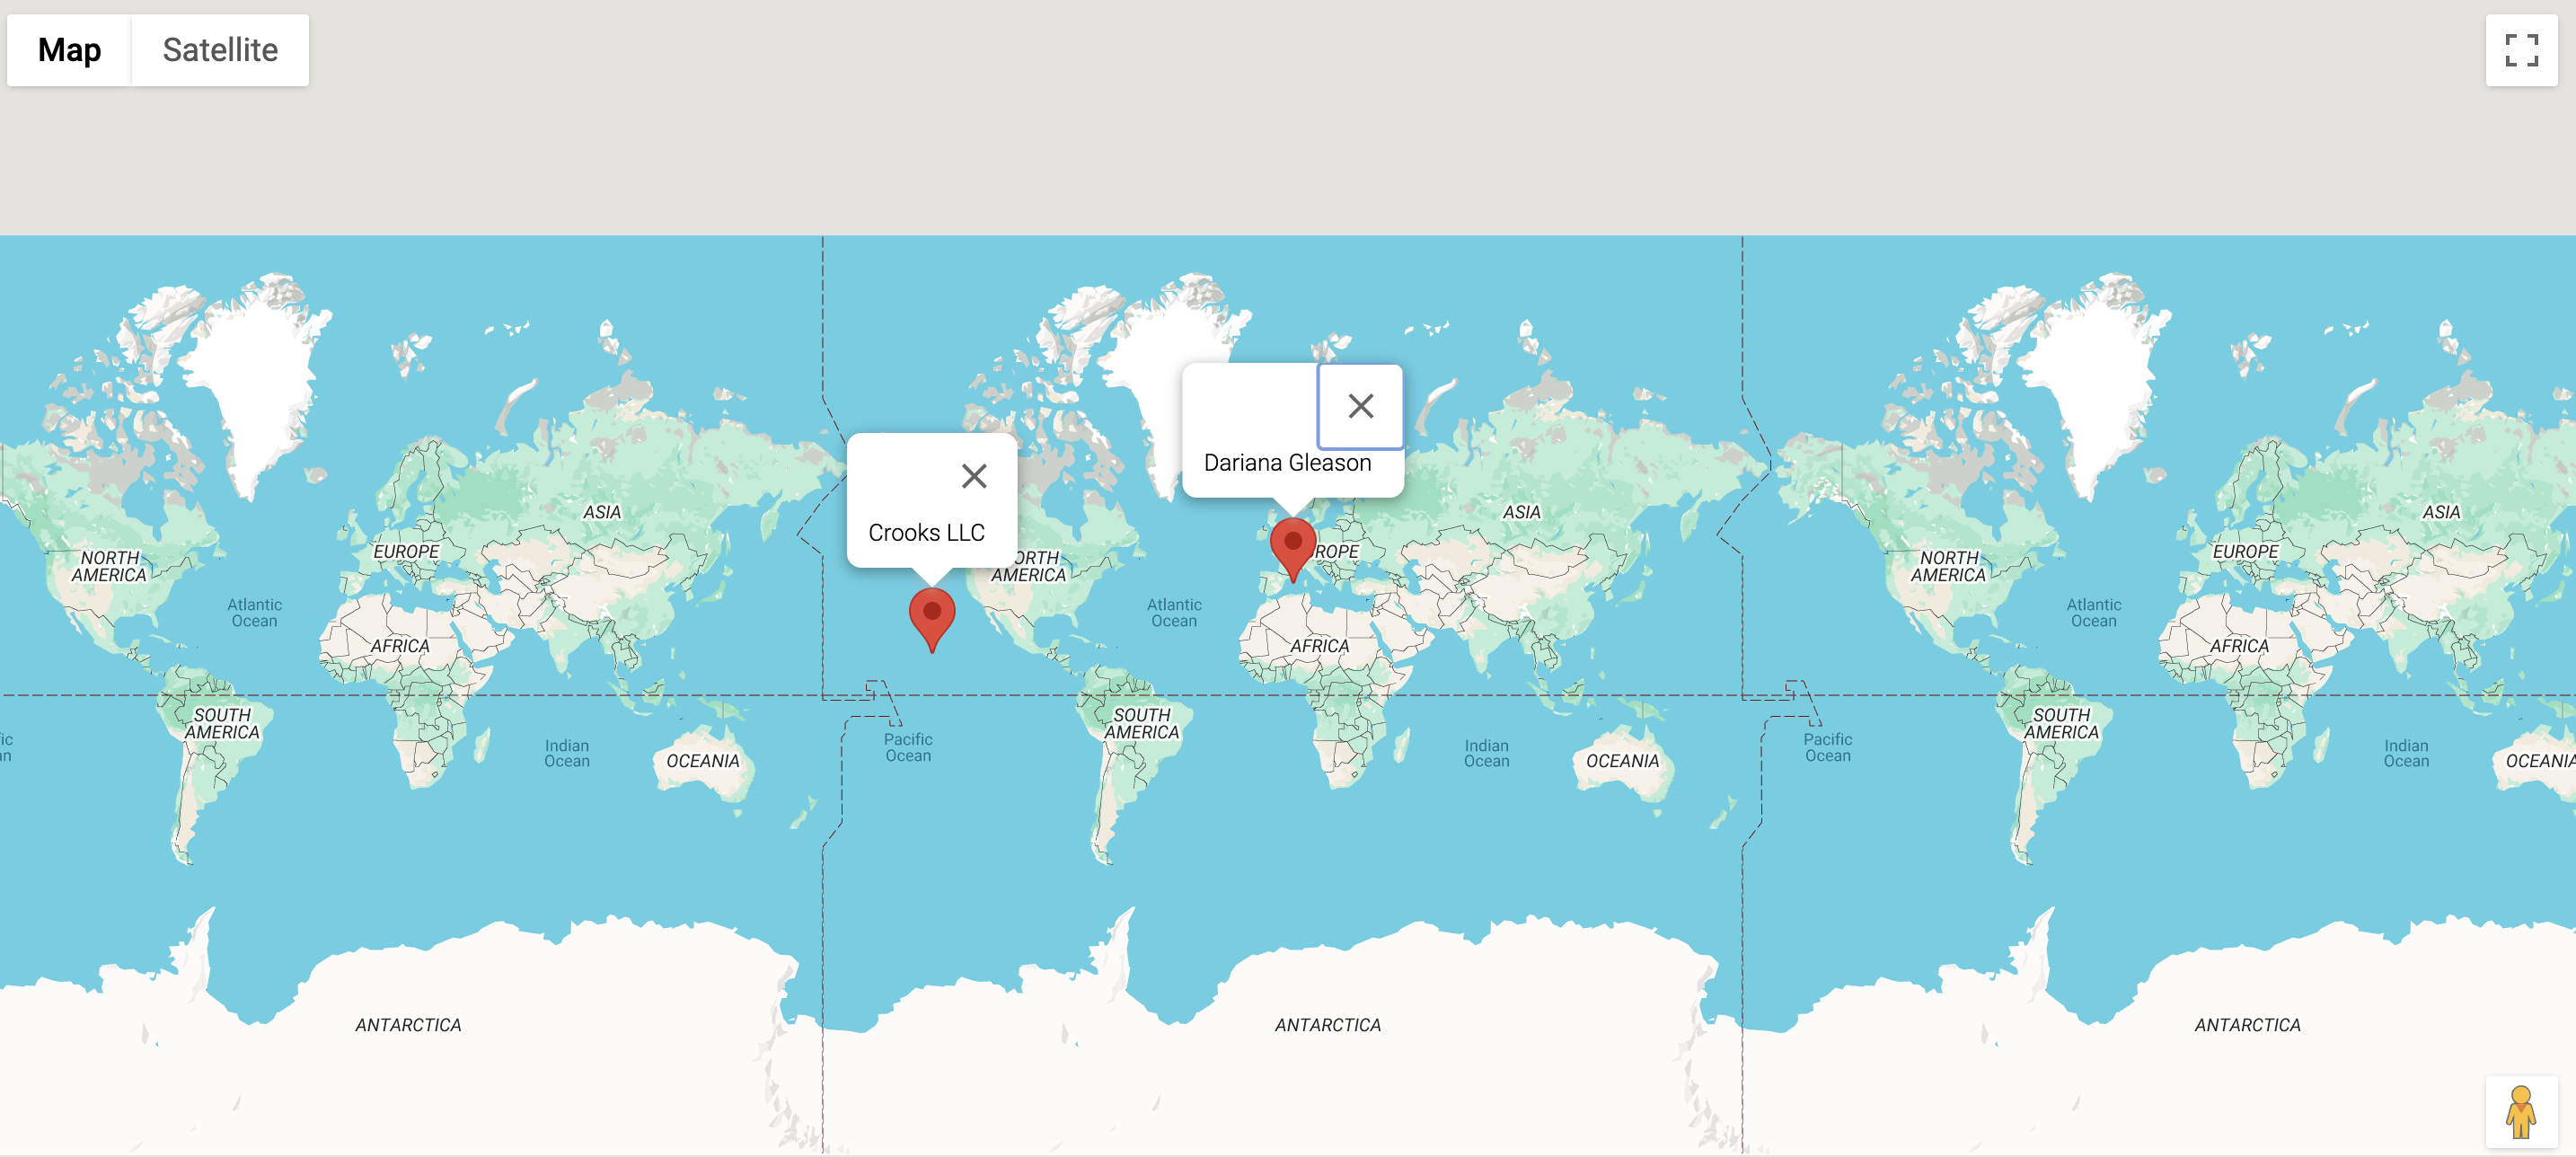 Map
Satellite
Dariana Gleason
Crooks LLC
ASIA
ASIA
ASIA
EUROPE
ROPE
EUROPE
NORTH
AMERICA
ORTH
AMERICA
NORTH
AMERICA
Atlantic
Ocean
Atlantic
Ocean
Atlantic
Ocean
AFRICA
AFRICA
AFRICA
SOUTH
AMERICA
SOUTH
AMERICA
SOUTH
AMERICA
ic
an
Indian
Ocean
OCEANIA
Pacific
Ocean
Indian
Ocean
OCEANIA
Pacific
Ocean
Indian
Ocean
OCEANIA
ANTARCTICA
ANTARCTICA
ANTARCTICA